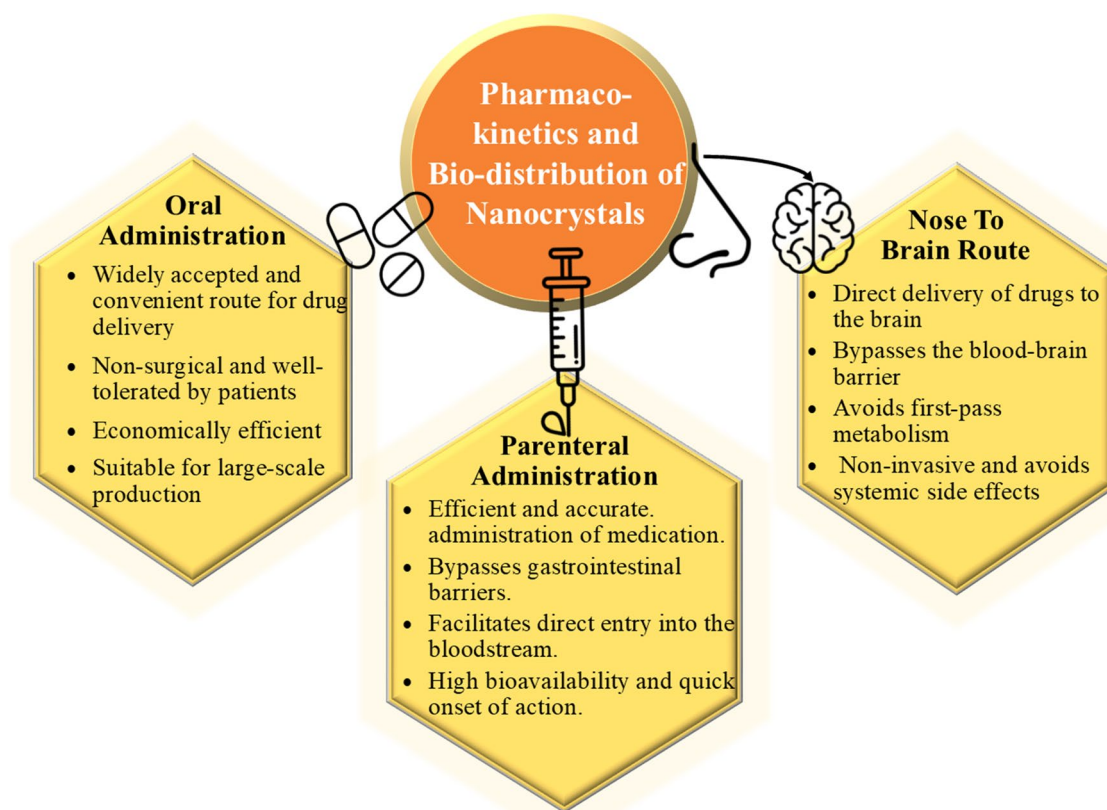 Pharmaco-
kinetics and
Bio-distribution of
Nanocrystals
Oral
Administration
• Widely accepted and
convenient route for drug
delivery
• Non-surgical and well-
tolerated by patients
• Economically efficient
• Suitable for large-scale
production
Parenteral
Administration
• Efficient and accurate.
administration of medication.
• Bypasses gastrointestinal
barriers.
• Facilitates direct entry into the
bloodstream.
• High bioavailability and quick
onset of action.
Nose To
Brain Route
• Direct delivery of drugs to
the brain
• Bypasses the blood-brain
barrier
• Avoids first-pass
metabolism
• Non-invasive and avoids
systemic side effects